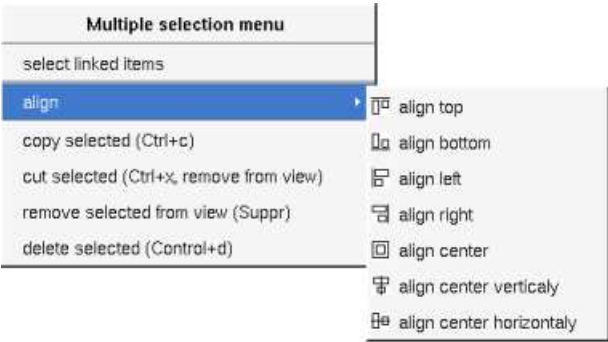 Multiple selection menu
select linked items
align
copy selected (Ctrl+c)
cut selected (Ctrl+x, remove from view)
remove selected from view (Suppr)
delete selected (Control+d)
align top
align bottom
align left
align right
align center
align center verticaly
align center horizontaly